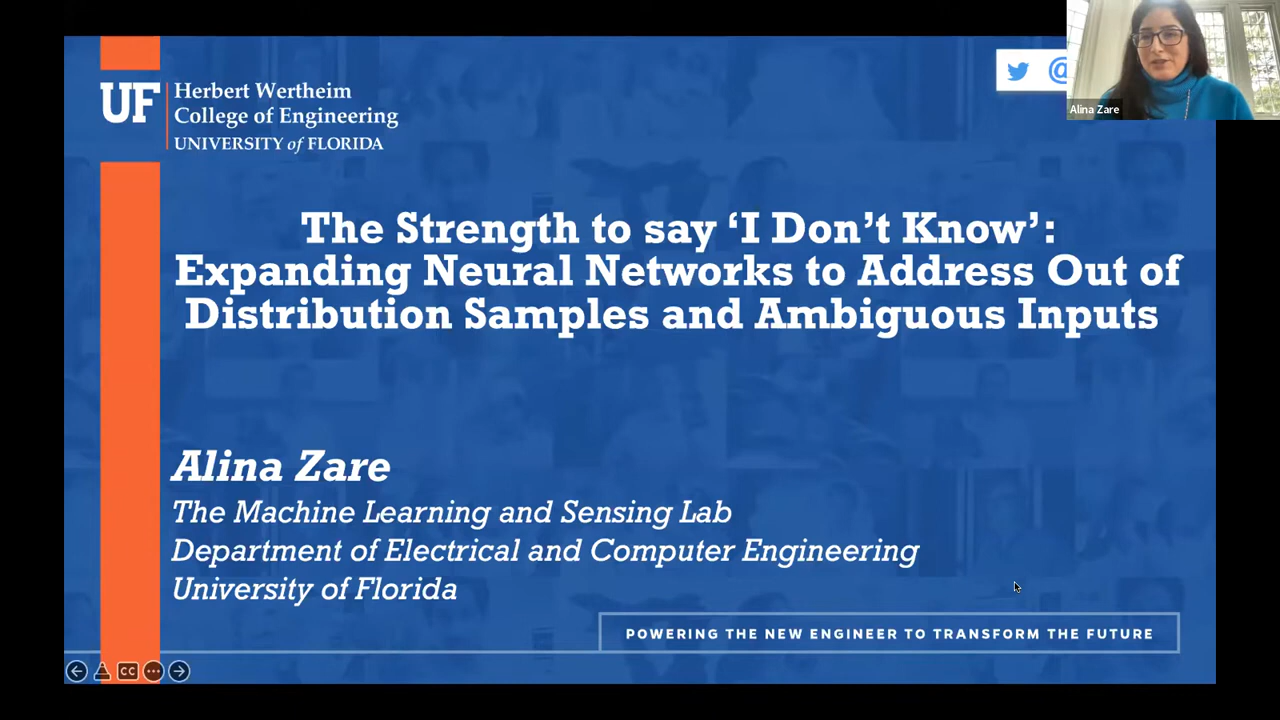 UF
Herbert Wertheim
College of Engineering
UNIVERSITY of FLORIDA
@
Alina Zare
The Strength to say ‘I Don’t Know’:
Expanding Neural Networks to Address Out of
Distribution Samples and Ambiguous Inputs
Alina Zare
The Machine Learning and Sensing Lab
Department of Electrical and Computer Engineering
University of Florida
POWERING THE NEW ENGINEER TO TRANSFORM THE FUTURE
CC